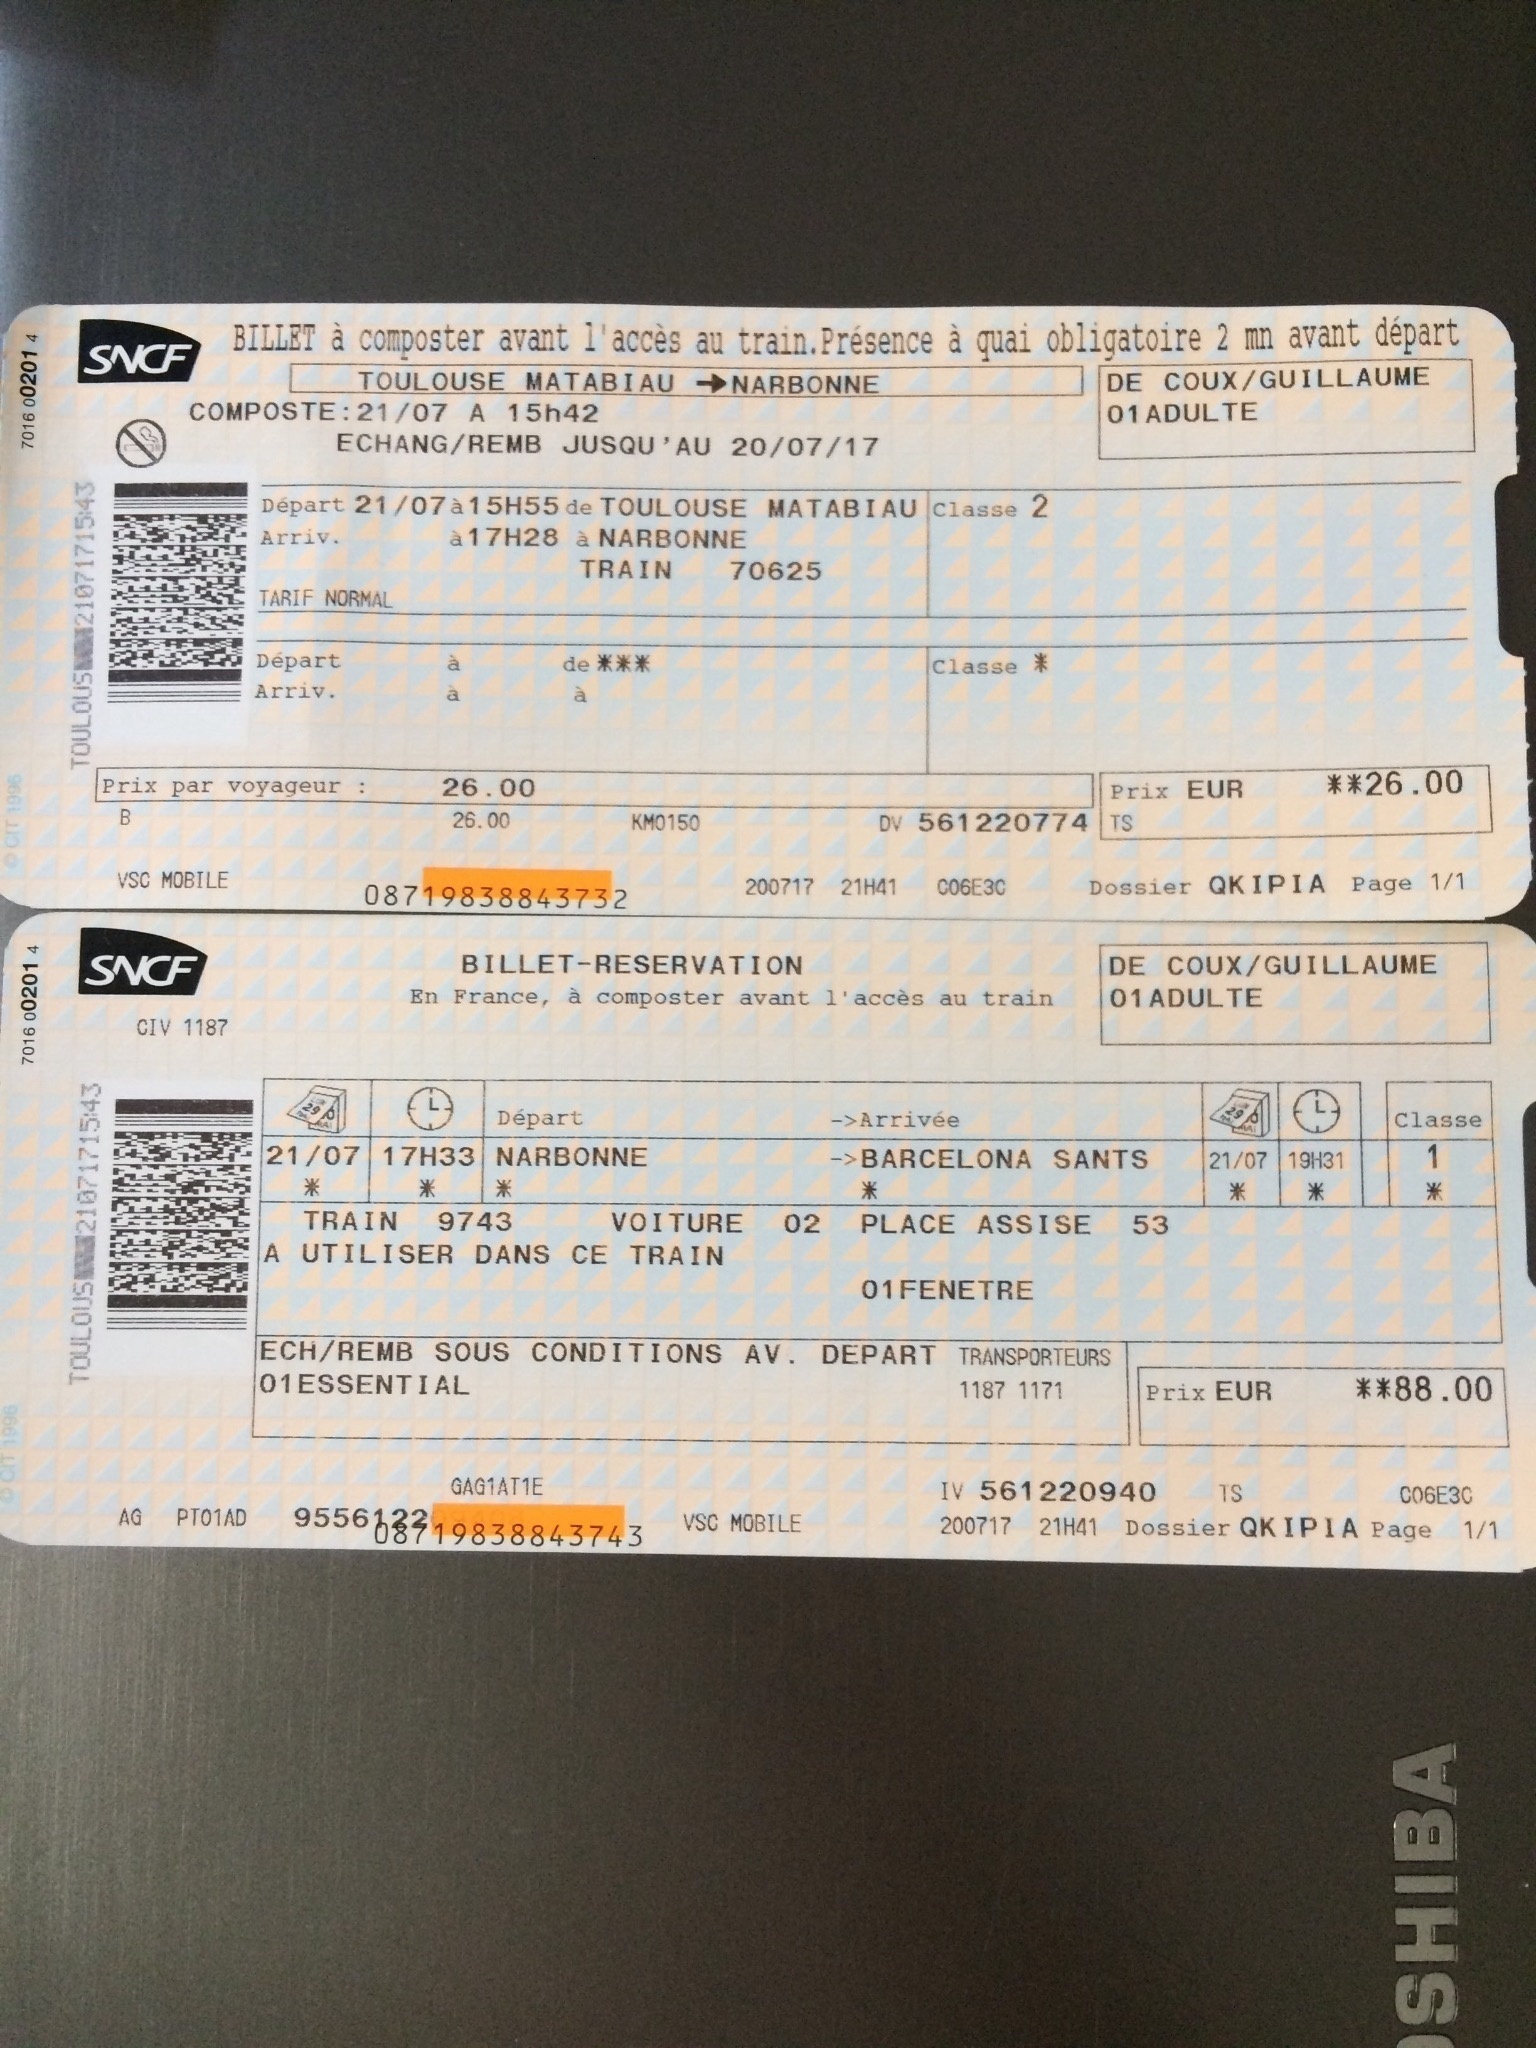 7016 00201 4
SNCF
BILLET à composter avant l'accès au train.Présence à quai obligatoire 2 mn avant départ
TOULOUSE MATABIAU ➔NARBONNE
DE COUX/GUILLAUME
COMPOSTE:21/07 A 15h42
01ADULTE
ECHANG/REMB JUSQU'AU 20/07/17
Départ 21/07 à 15H55 de TOULOUSE MATABIAU Classe 2
Arriv. à 17H28 à NARBONNE
TRAIN 70625
TARIF NORMAL
Départ à de *** Classe *
Arriv. à à
Prix par voyageur : 26.00 Prix EUR **26.00
B 26.00 KM0150 DV 561220774 TS
VSC MOBILE 08719838843732 200717 21H41 C06E3C Dossier QKIPIA Page 1/1
© CIT 1996
7016 00201 4
SNCF
BILLET-RESERVATION
DE COUX/GUILLAUME
En France, à composter avant l'accès au train
01ADULTE
CIV 1187
Départ ->Arrivée Classe
21/07 17H33 NARBONNE ->BARCELONA SANTS 21/07 19H31 1
* * * * * * *
TRAIN 9743 VOITURE 02 PLACE ASSISE 53
A UTILISER DANS CE TRAIN
01FENETRE
ECH/REMB SOUS CONDITIONS AV. DEPART TRANSPORTEURS
01ESSENTIAL 1187 1171 Prix EUR **88.00
GAG1AT1E IV 561220940 TS C06E3C
AG PT01AD 9556122 08719838843743 VSC MOBILE 200717 21H41 Dossier QKIPIA Page 1/1
© CIT 1996
OSHIBA